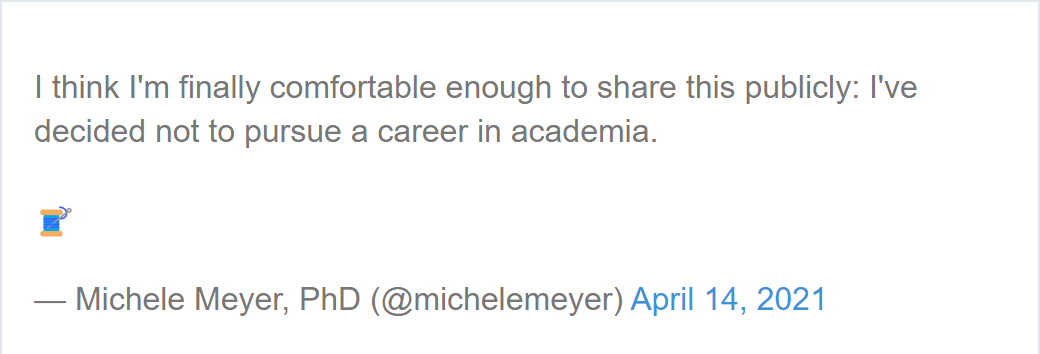 I think I'm finally comfortable enough to share this publicly: I've
decided not to pursue a career in academia.
🧵
— Michele Meyer, PhD (@michelemeyer) April 14, 2021